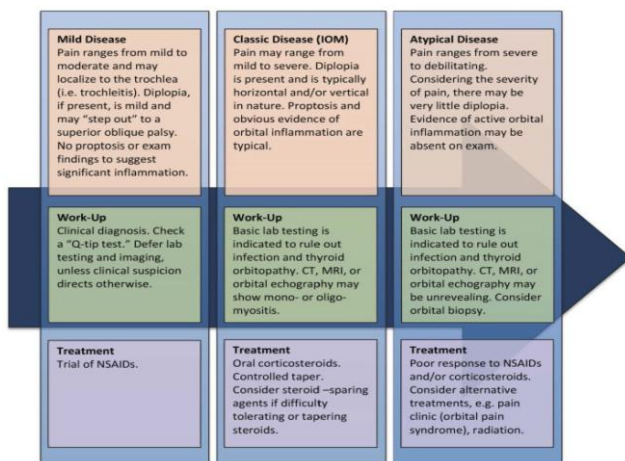 Mild Disease
Pain ranges from mild to
moderate and may
localize to the trochlea
(i.e. trochleitis). Diplopia,
if present, is mild and
may “step out” to a
superior oblique palsy.
No proptosis or exam
findings to suggest
significant inflammation.
Work-Up
Clinical diagnosis. Check
a “Q-tip test.” Defer lab
testing and imaging,
unless clinical suspicion
directs otherwise.
Treatment
Trial of NSAIDs.
Classic Disease (IOM)
Pain may range from
mild to severe. Diplopia
is present and is typically
horizontal and/or vertical
in nature. Proptosis and
obvious evidence of
orbital inflammation are
typical.
Work-Up
Basic lab testing is
indicated to rule out
infection and thyroid
orbitopathy. CT, MRI, or
orbital echography may
show mono- or oligo-
myositis.
Treatment
Oral corticosteroids.
Controlled taper.
Consider steroid –sparing
agents if difficulty
tolerating or tapering
steroids.
Atypical Disease
Pain ranges from severe
to debilitating.
Considering the severity
of pain, there may be
very little diplopia.
Evidence of active orbital
inflammation may be
absent on exam.
Work-Up
Basic lab testing is
indicated to rule out
infection and thyroid
orbitopathy. CT, MRI, or
orbital echography may
be unrevealing. Consider
orbital biopsy.
Treatment
Poor response to NSAIDs
and/or corticosteroids.
Consider alternative
treatments, e.g. pain
clinic (orbital pain
syndrome), radiation.